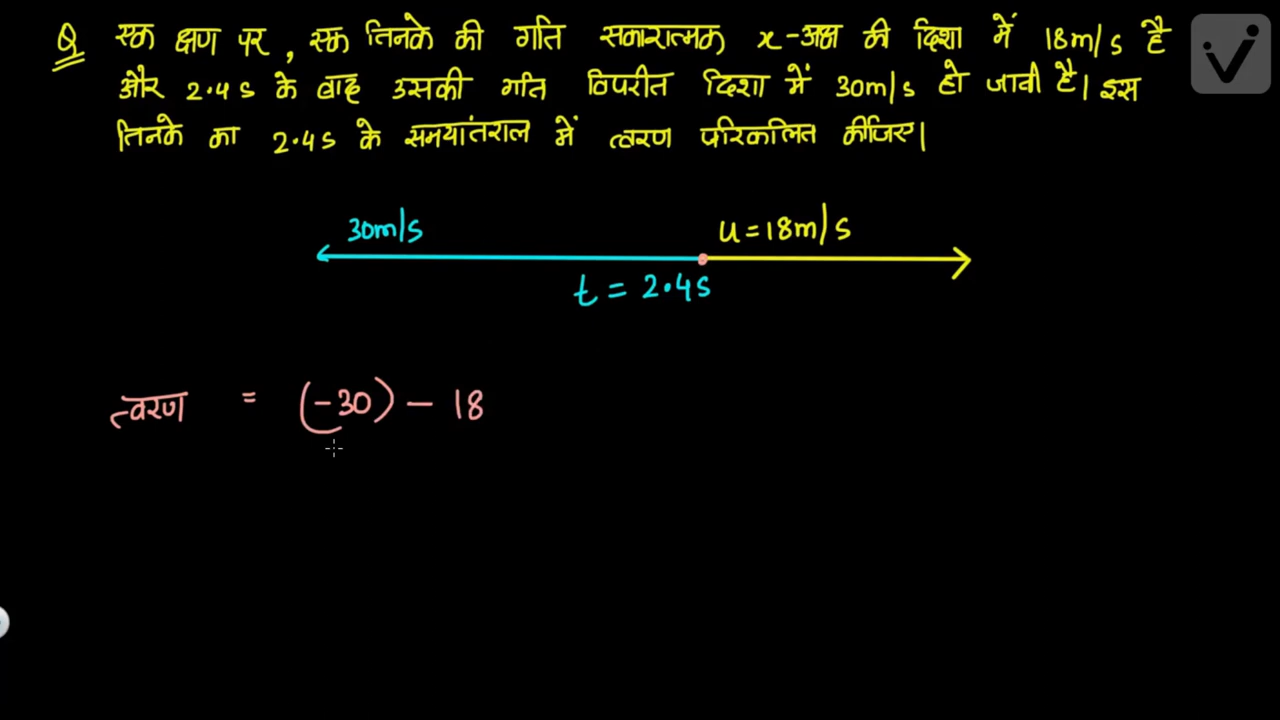 Q एक क्षण पर, एक तिनके की गति सकारात्मक x-अक्ष की दिशा में 18m/s है
और 2.4s के बाद उसकी गति विपरीत दिशा में 30m/s हो जाती है। इस
तिनके का 2.4s के समयांतराल में त्वरण परिकलित कीजिए।
30m/s u=18m/s
t = 2.4s
त्वरण = (-30) - 18